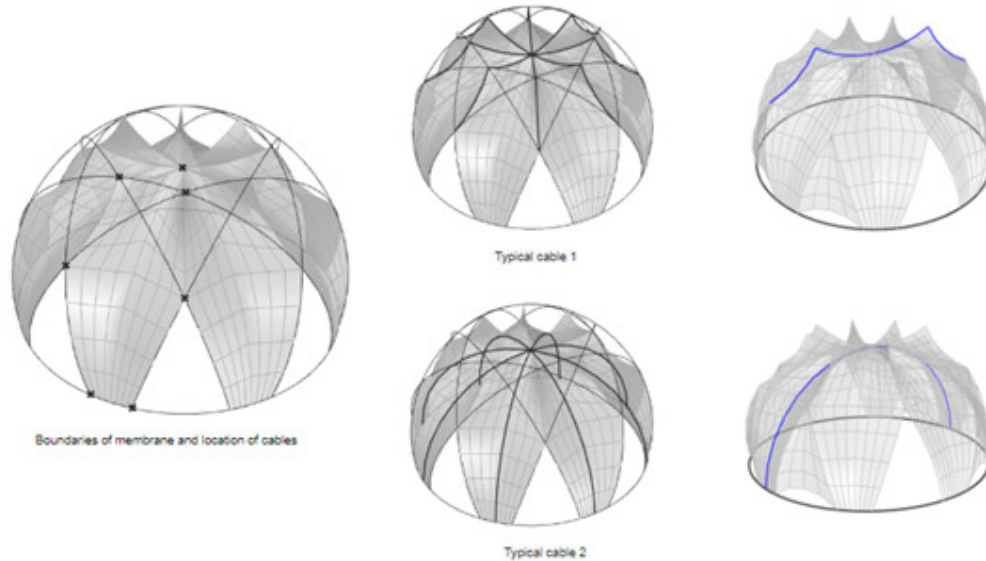 Typical cable 1
Boundaries of membrane and location of cables
Typical cable 2